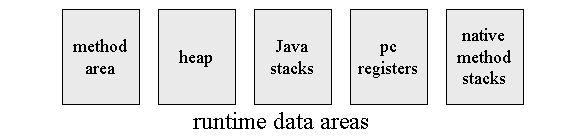 method
area
heap
Java
stacks
pc
registers
native
method
stacks
runtime data areas